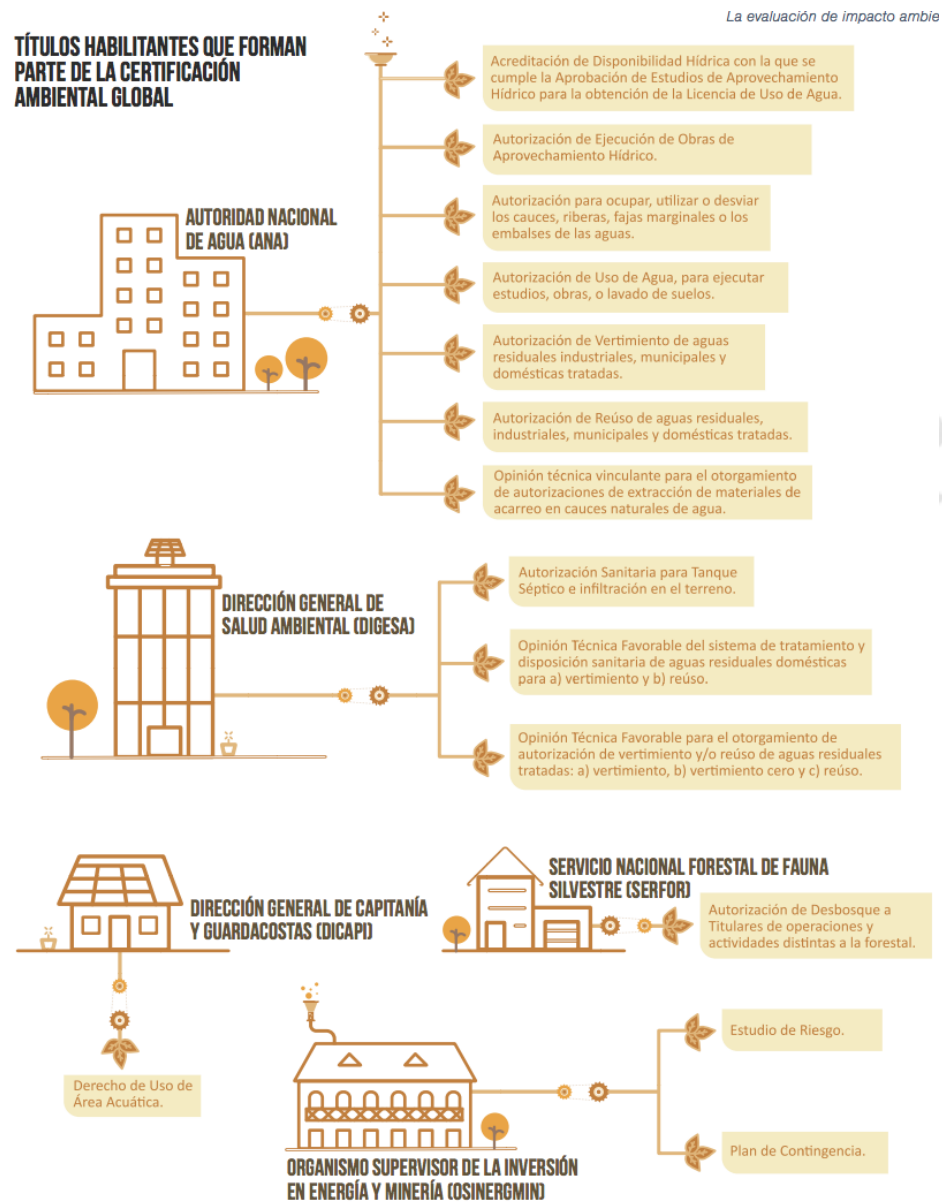 La evaluación de impacto ambie
TÍTULOS HABILITANTES QUE FORMAN
PARTE DE LA CERTIFICACIÓN
AMBIENTAL GLOBAL
AUTORIDAD NACIONAL
DE AGUA (ANA)
Acreditación de Disponibilidad Hídrica con la que se
cumple la Aprobación de Estudios de Aprovechamiento
Hídrico para la obtención de la Licencia de Uso de Agua.
Autorización de Ejecución de Obras de
Aprovechamiento Hídrico.
Autorización para ocupar, utilizar o desviar
los cauces, riberas, fajas marginales o los
embalses de las aguas.
Autorización de Uso de Agua, para ejecutar
estudios, obras, o lavado de suelos.
Autorización de Vertimiento de aguas
residuales industriales, municipales y
domésticas tratadas.
Autorización de Reúso de aguas residuales,
industriales, municipales y domésticas tratadas.
Opinión técnica vinculante para el otorgamiento
de autorizaciones de extracción de materiales de
acarreo en cauces naturales de agua.
DIRECCIÓN GENERAL DE
SALUD AMBIENTAL (DIGESA)
Autorización Sanitaria para Tanque
Séptico e infiltración en el terreno.
Opinión Técnica Favorable del sistema de tratamiento y
disposición sanitaria de aguas residuales domésticas
para a) vertimiento y b) reúso.
Opinión Técnica Favorable para el otorgamiento de
autorización de vertimiento y/o reúso de aguas residuales
tratadas: a) vertimiento, b) vertimiento cero y c) reúso.
DIRECCIÓN GENERAL DE CAPITANÍA
Y GUARDACOSTAS (DICAPI)
Derecho de Uso de
Área Acuática.
SERVICIO NACIONAL FORESTAL DE FAUNA
SILVESTRE (SERFOR)
Autorización de Desbosque a
Titulares de operaciones y
actividades distintas a la forestal.
ORGANISMO SUPERVISOR DE LA INVERSIÓN
EN ENERGÍA Y MINERÍA (OSINERGMIN)
Estudio de Riesgo.
Plan de Contingencia.